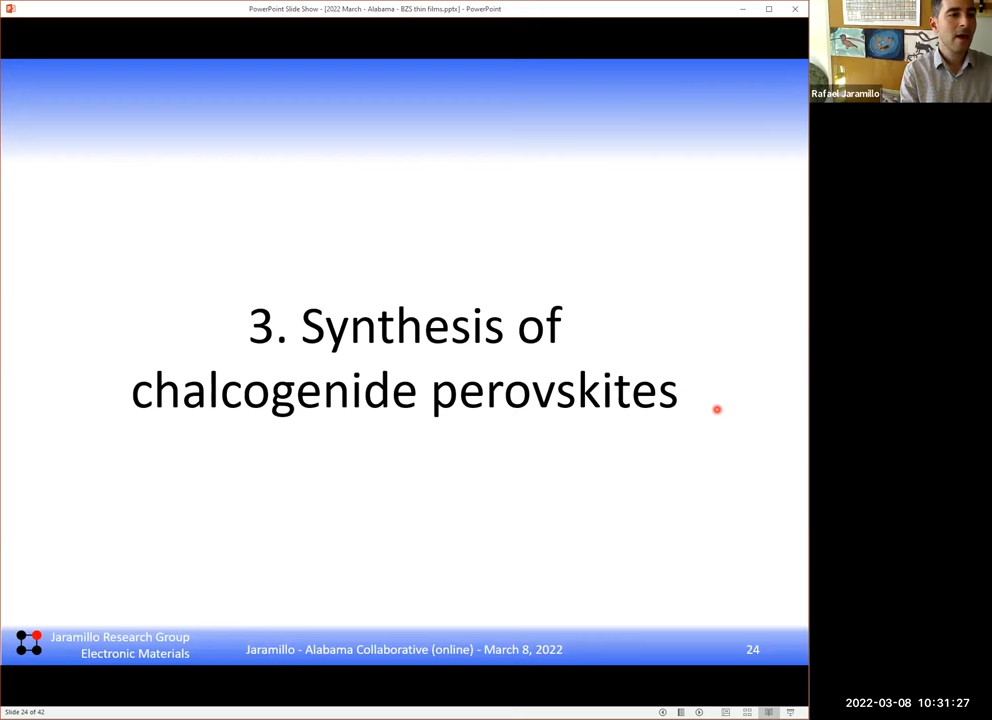 PowerPoint Slide Show - [2022 March - Alabama - BZS thin films.pptx] - PowerPoint
Rafael Jaramillo
3. Synthesis of
chalcogenide perovskites
Jaramillo Research Group
Electronic Materials
Jaramillo - Alabama Collaborative (online) - March 8, 2022
24
Slide 24 of 42
2022-03-08 10:31:27